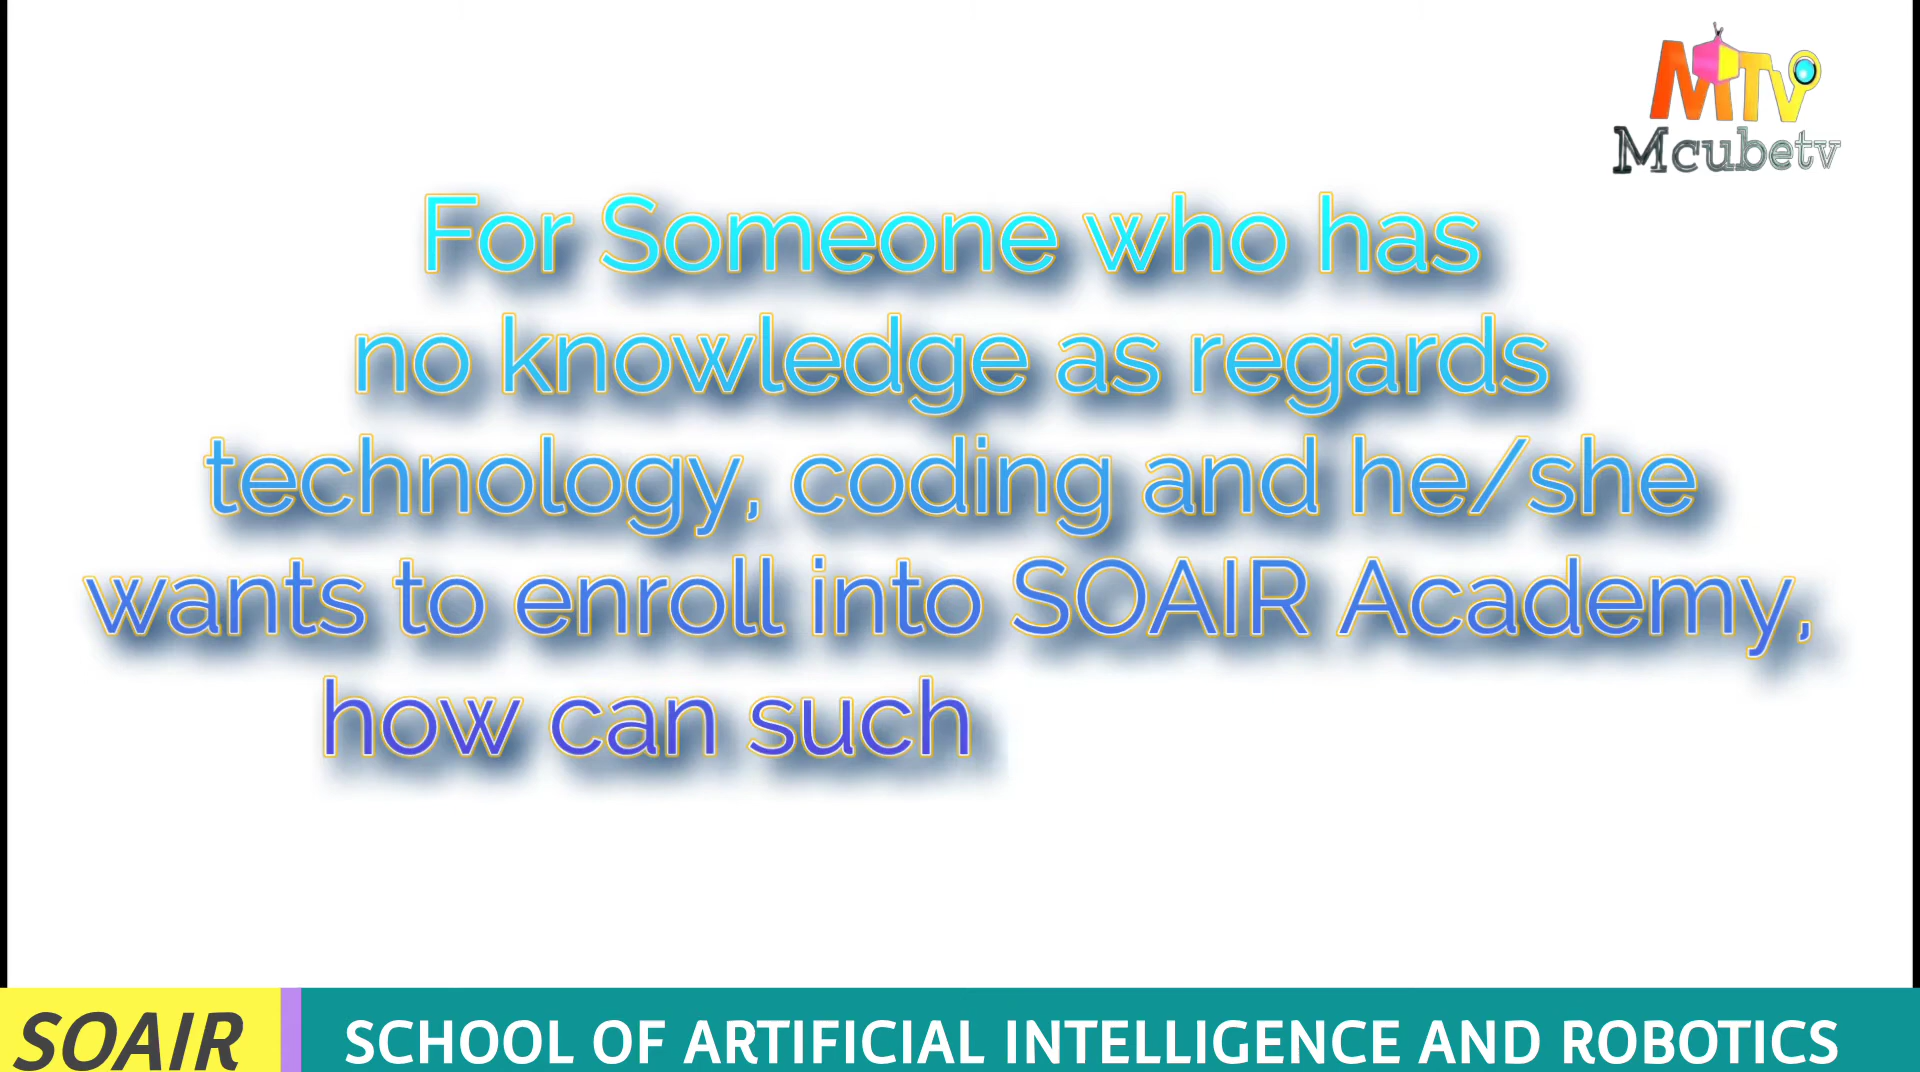 MTV
Mcubetv
For Someone who has
no knowledge as regards
technology, coding and he/she
wants to enroll into SOAIR Academy,
how can such
SOAIR
SCHOOL OF ARTIFICIAL INTELLIGENCE AND ROBOTICS